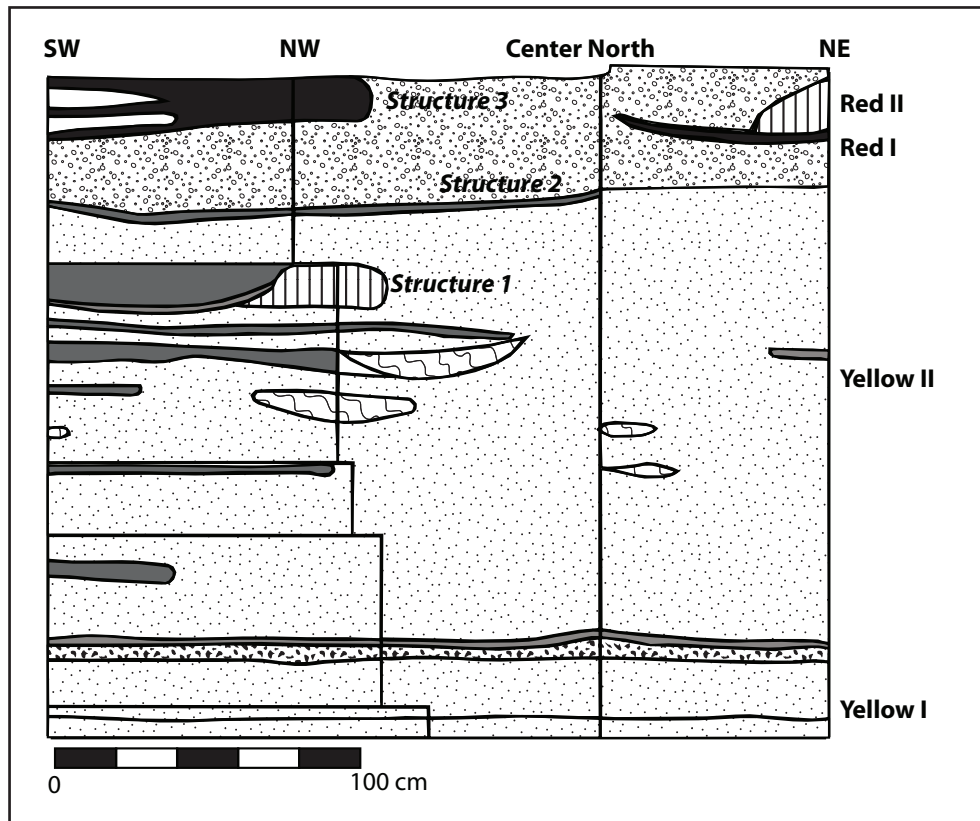 SW NW Center North NE
Structure 3
Red II
Red I
Structure 2
Structure 1
Yellow II
Yellow I
0 100 cm